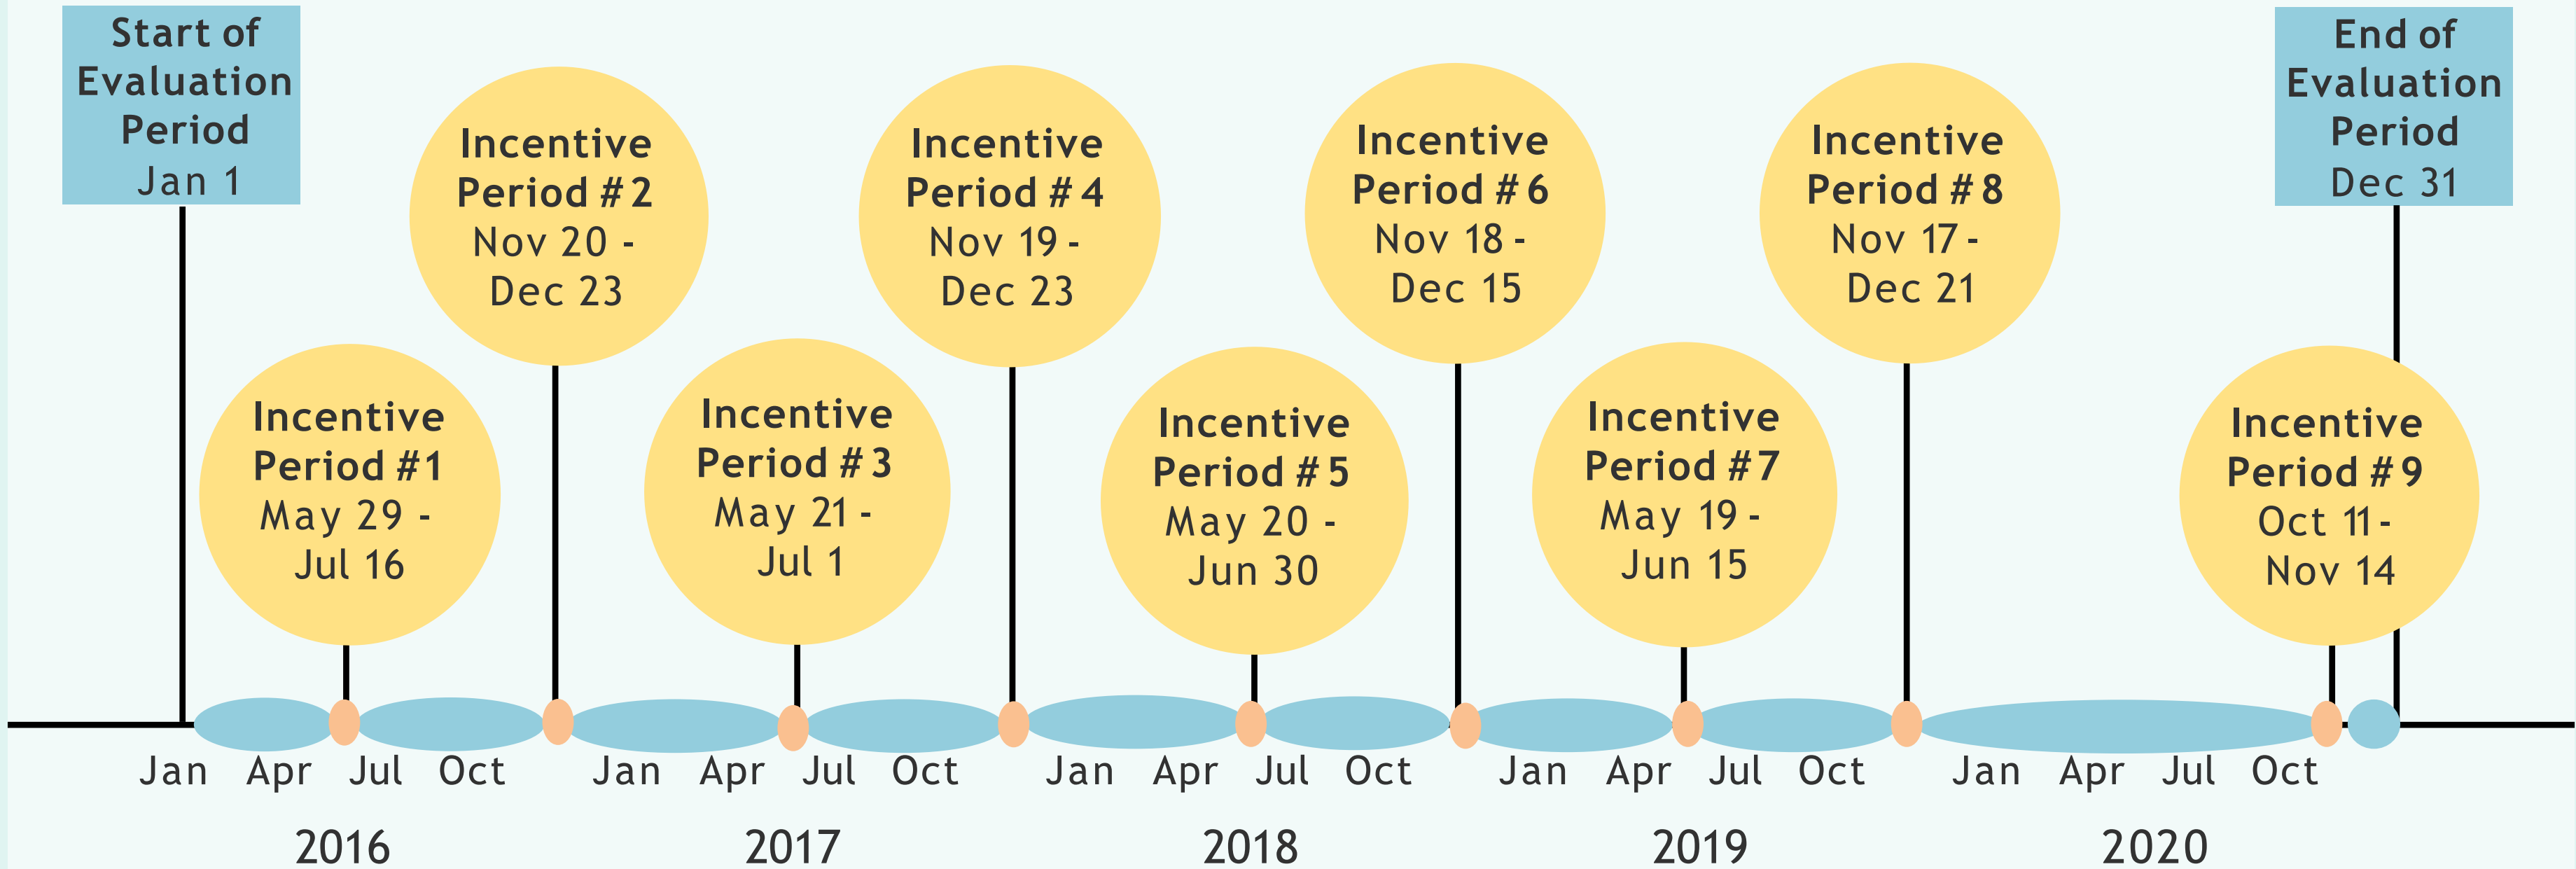 Start of
Evaluation
Period
Jan 1
Incentive
Period #1
May 29 -
Jul 16
Incentive
Period #2
Nov 20 -
Dec 23
Incentive
Period #3
May 21 -
Jul 1
Incentive
Period #4
Nov 19 -
Dec 23
Incentive
Period #5
May 20 -
Jun 30
Incentive
Period #6
Nov 18 -
Dec 15
Incentive
Period #7
May 19 -
Jun 15
Incentive
Period #8
Nov 17 -
Dec 21
Incentive
Period #9
Oct 11 -
Nov 14
End of
Evaluation
Period
Dec 31
Jan Apr Jul Oct Jan Apr Jul Oct Jan Apr Jul Oct Jan Apr Jul Oct Jan Apr Jul Oct
2016 2017 2018 2019 2020